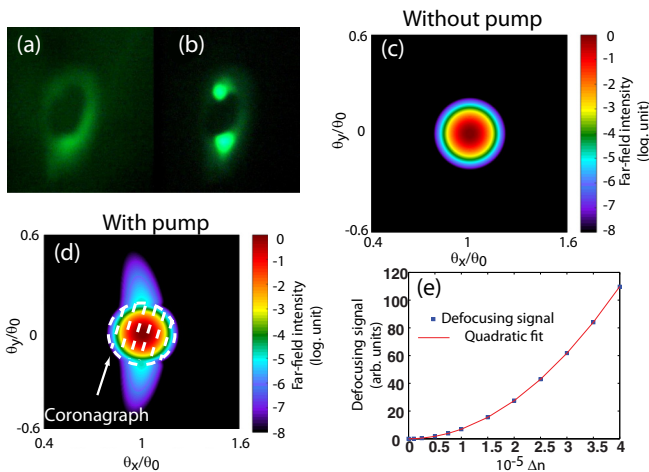 (a)
(b)
Without pump
(c)
0.6
0
-0.6
θy/θ0
0.4
1
1.6
θx/θ0
0
-1
-2
-3
-4
-5
-6
-7
-8
Far-field intensity
(log. unit)
With pump
(d)
0.6
0
-0.6
θy/θ0
Coronagraph
0.4
1
1.6
θx/θ0
0
-1
-2
-3
-4
-5
-6
-7
-8
Far-field intensity
(log. unit)
(e)
120
100
80
60
40
20
0
Defocusing signal
(arb. units)
Defocusing signal
Quadratic fit
0 0.5 1 1.5 2 2.5 3 3.5 4
10⁻⁵ Δn